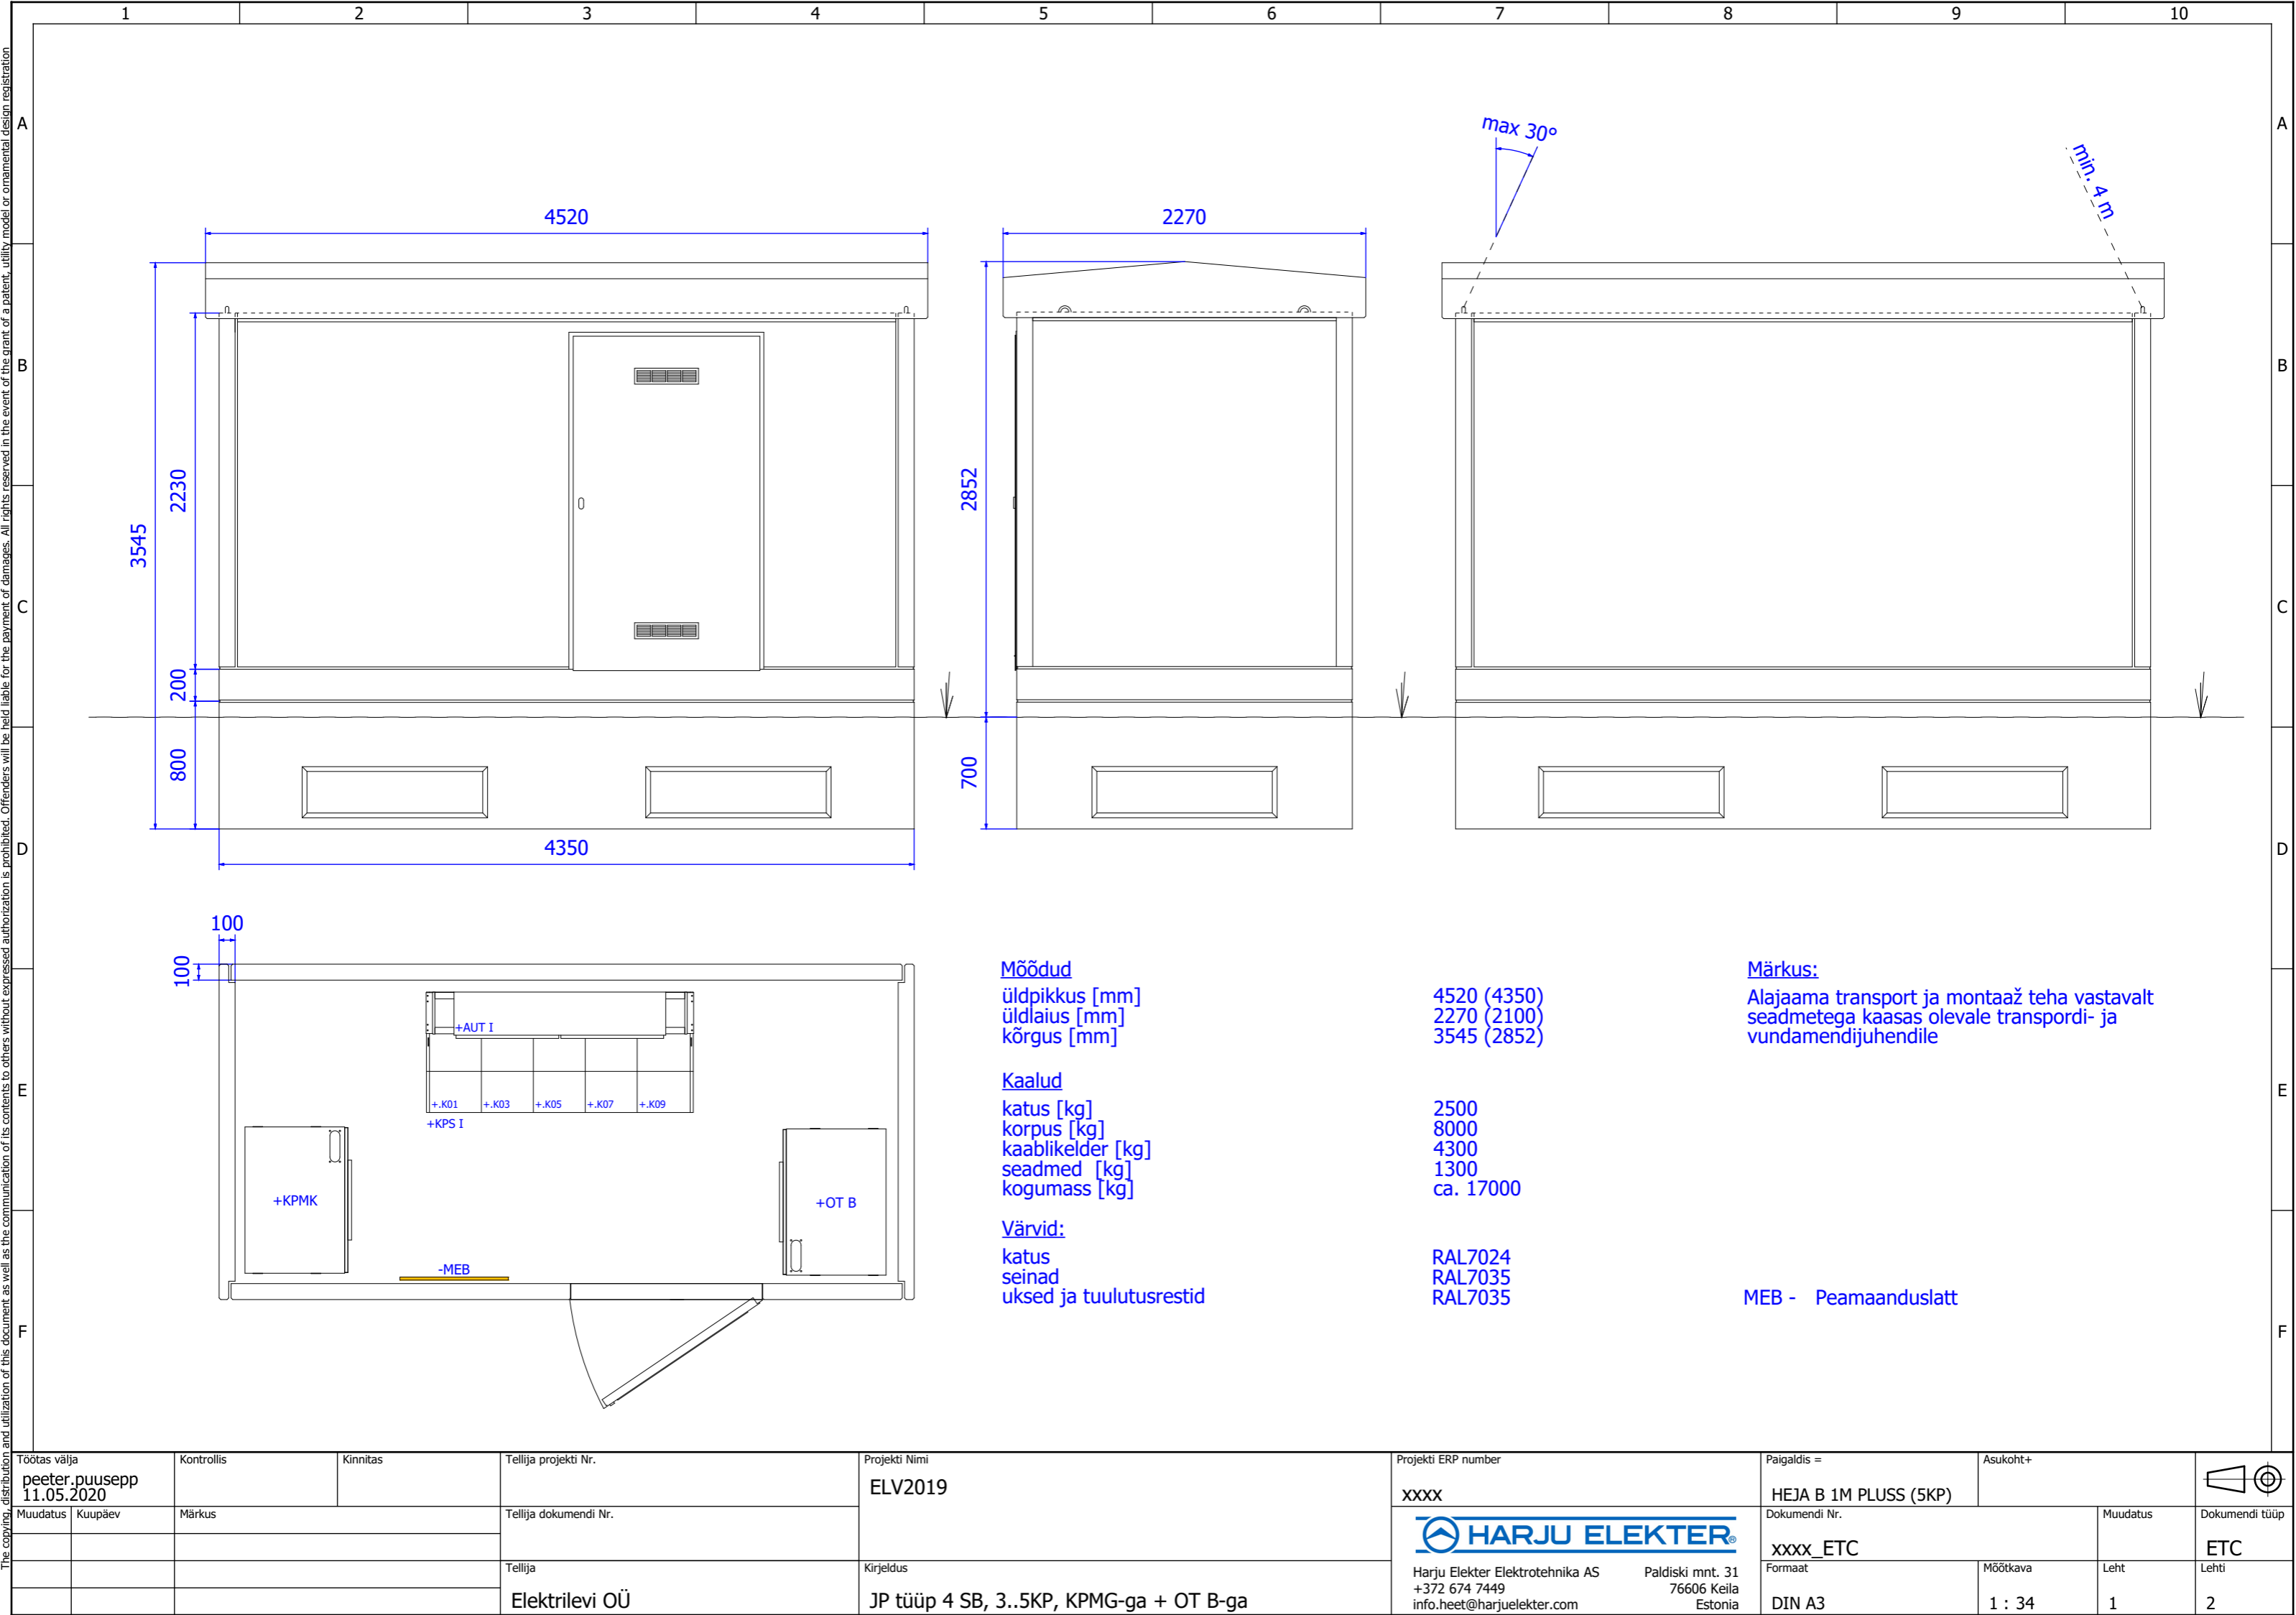 1 2 3 4 5 6 7 8 9 10
The copying, distribution and utilization of this document as well as the communication of its contents to others without expressed authorization is prohibited. Offenders will be held liable for the payment of damages. All rights reserved in the event of the grant of a patent, utility model or ornamental design registration
A
A
B
B
C
C
D
D
E
E
F
F
max 30°
min. 4 m
4520
2270
3545
2230
200
800
2852
700
4350
100
100
+AUT I
+.K01 +.K03 +.K05 +.K07 +.K09
+KPS I
+KPMK
+OT B
-MEB
Mõõdud
üldpikkus [mm] 4520 (4350)
üldlaius [mm] 2270 (2100)
kõrgus [mm] 3545 (2852)
Kaalud
katus [kg] 2500
korpus [kg] 8000
kaablikelder [kg] 4300
seadmed [kg] 1300
kogumass [kg] ca. 17000
Värvid:
katus RAL7024
seinad RAL7035
uksed ja tuulutusrestid RAL7035
Märkus:
Alajaama transport ja montaaž teha vastavalt
seadmetega kaasas olevale transpordi- ja
vundamendijuhendile
MEB - Peamaanduslatt
Töötas välja
peeter.puusepp
11.05.2020
Kontrollis
Kinnitas
Muudatus
Kuupäev
Märkus
Tellija projekti Nr.
Tellija dokumendi Nr.
Tellija
Elektrilevi OÜ
Projekti Nimi
ELV2019
Kirjeldus
JP tüüp 4 SB, 3..5KP, KPMG-ga + OT B-ga
Projekti ERP number
xxxx
HARJU ELEKTER®
Harju Elekter Elektrotehnika AS Paldiski mnt. 31
+372 674 7449 76606 Keila
info.heet@harjuelekter.com Estonia
Paigaldis =
HEJA B 1M PLUSS (5KP)
Asukoht+
Dokumendi Nr.
xxxx_ETC
Muudatus
Dokumendi tüüp
ETC
Formaat
DIN A3
Mõõtkava
1 : 34
Leht
1
Lehti
2